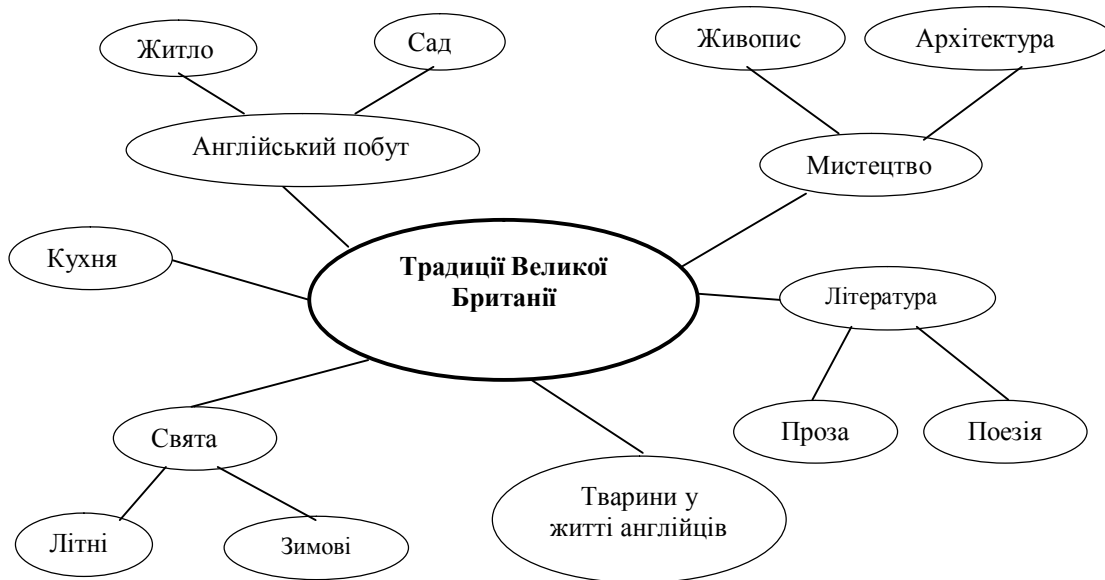 Житло
Сад
Живопис
Архітектура
Англійський побут
Мистецтво
Кухня
Традиції Великої
Британії
Література
Свята
Проза
Поезія
Тварини у
житті англійців
Літні
Зимові